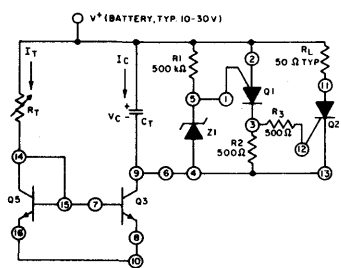 V+ (BATTERY, TYP. 10-30V)
IT
IC
R1
500 kΩ
2
RL
50 Ω TYP
RT
VC
+
-
CT
5
1
Q1
11
Z1
3
R3
500Ω
Q2
14
R2
500Ω
12
9
6
4
13
Q5
15
7
Q3
16
8
10